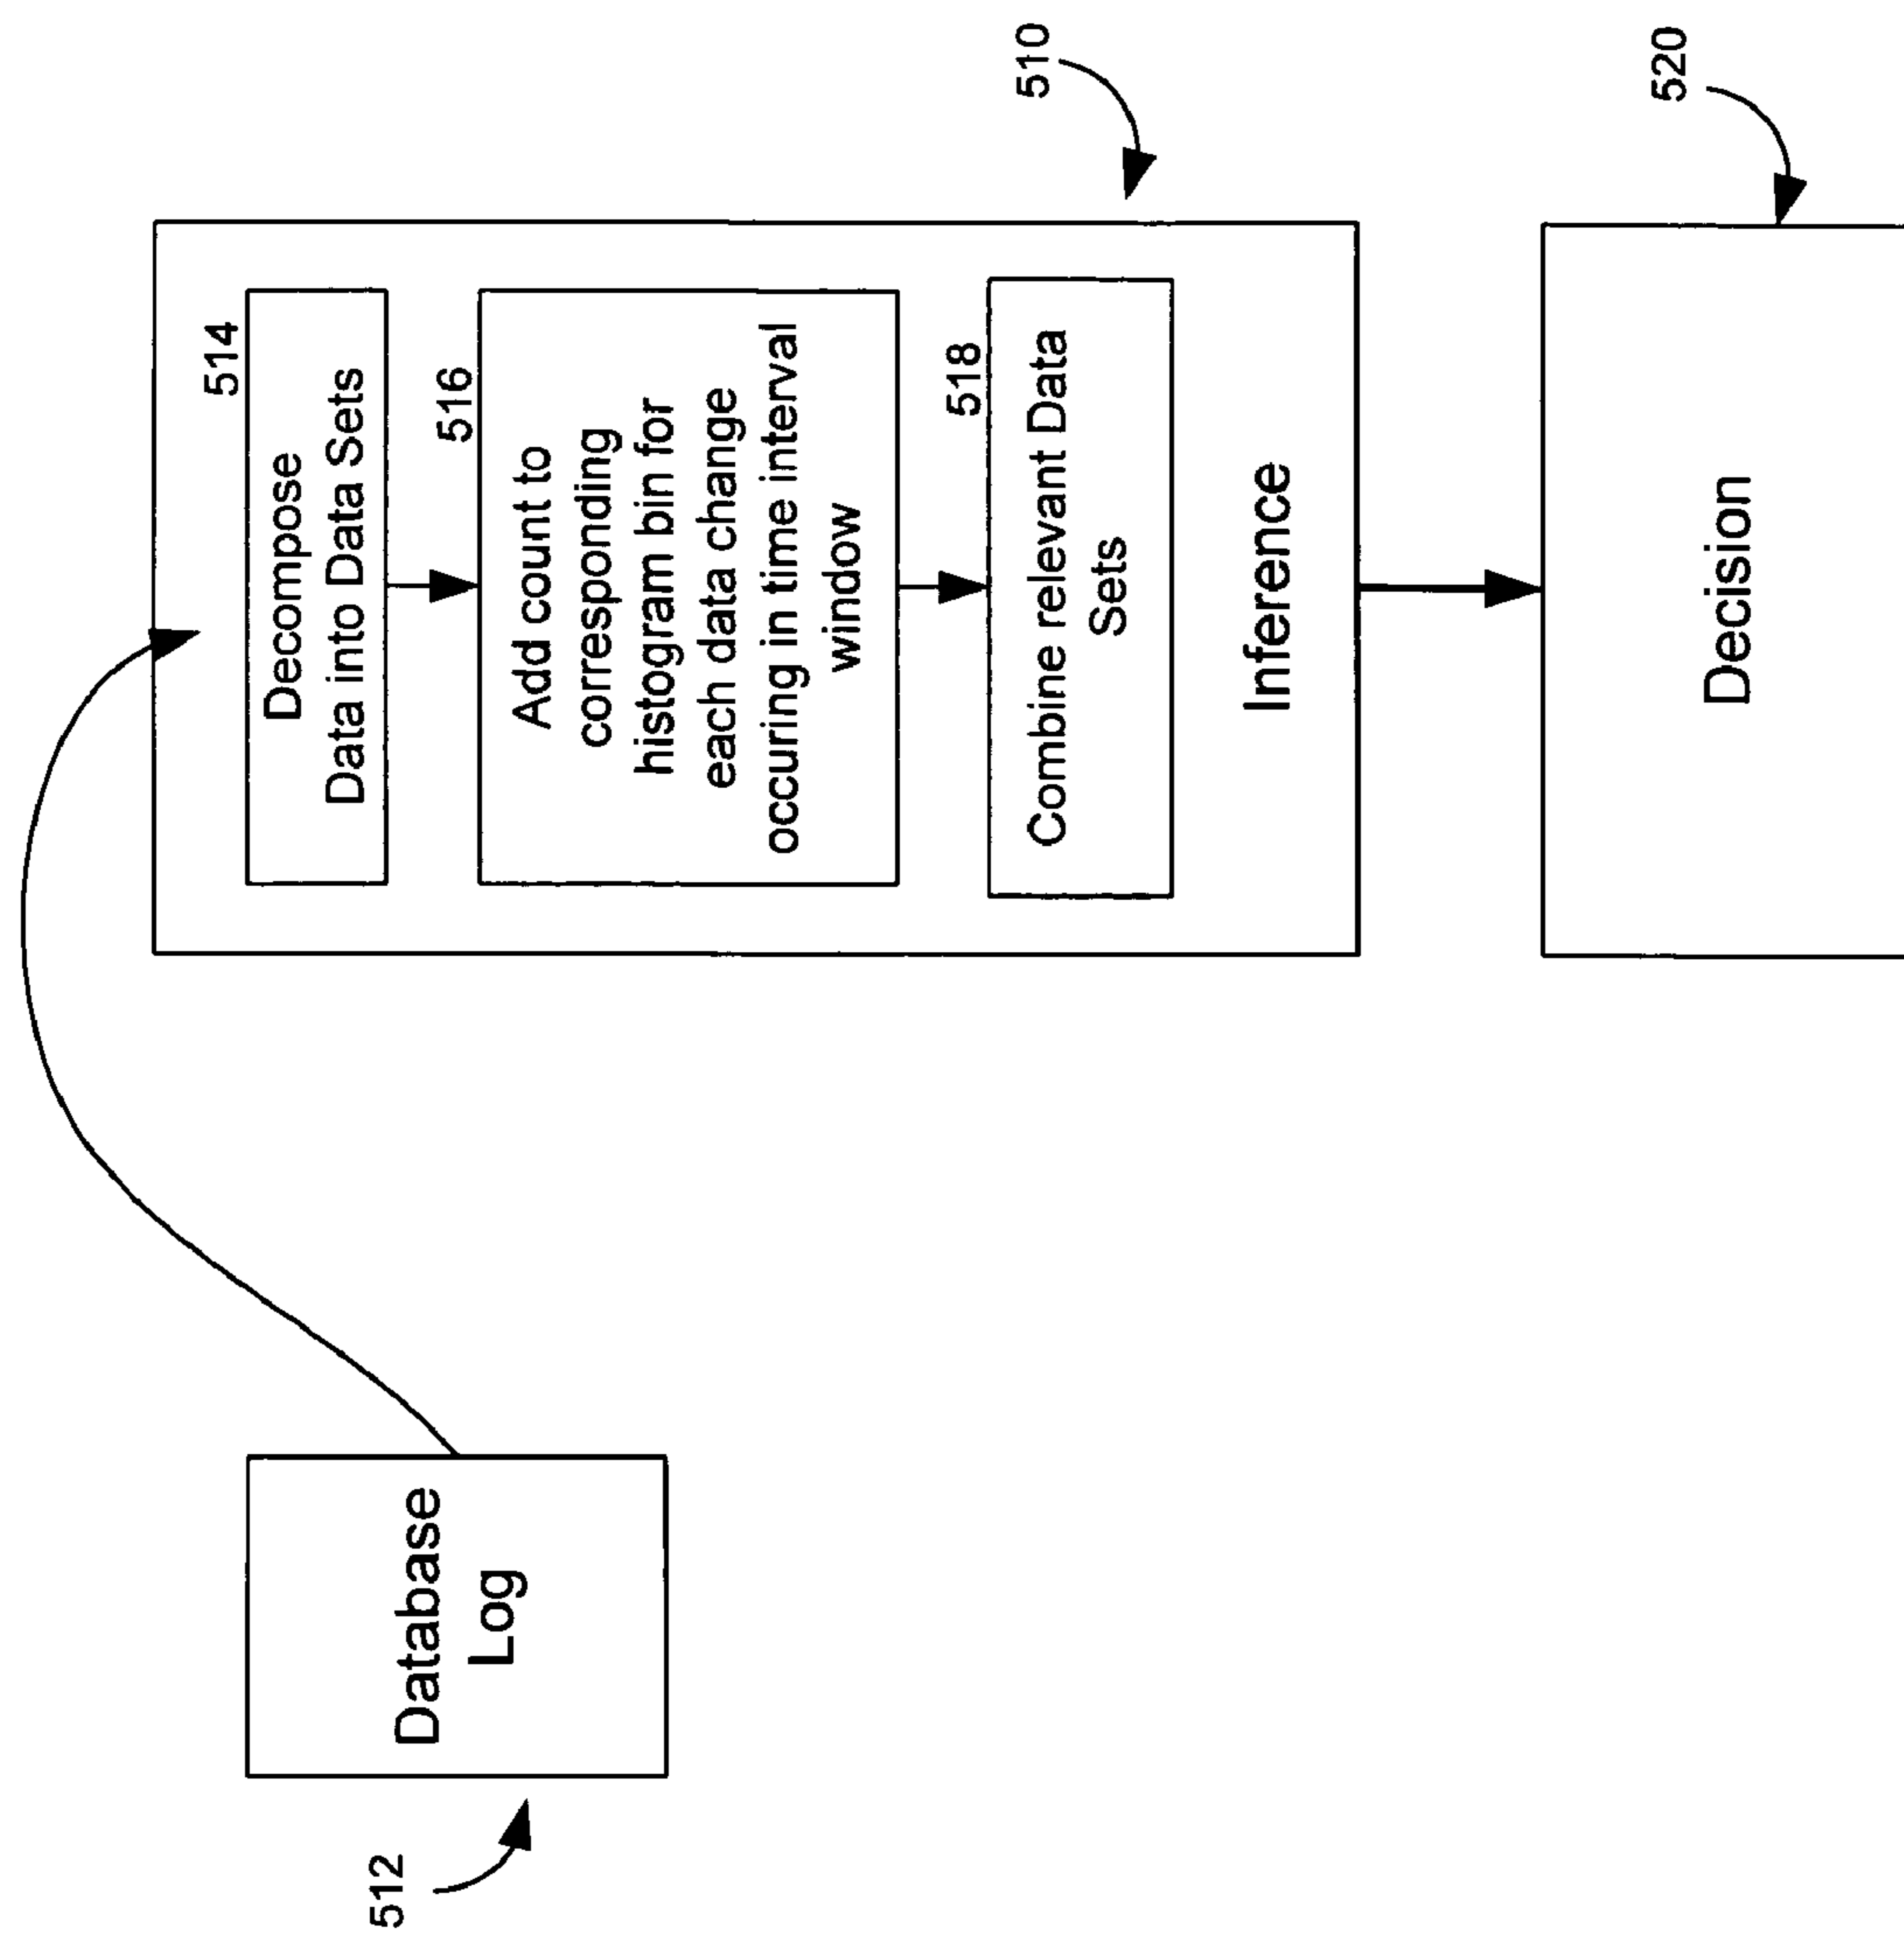 512
Database
Log
514
Decompose
Data into Data Sets
516
Add count to
corresponding
histogram bin for
each data change
occuring in time interval
window
518
Combine relevant Data
Sets
Inference
510
Decision
520